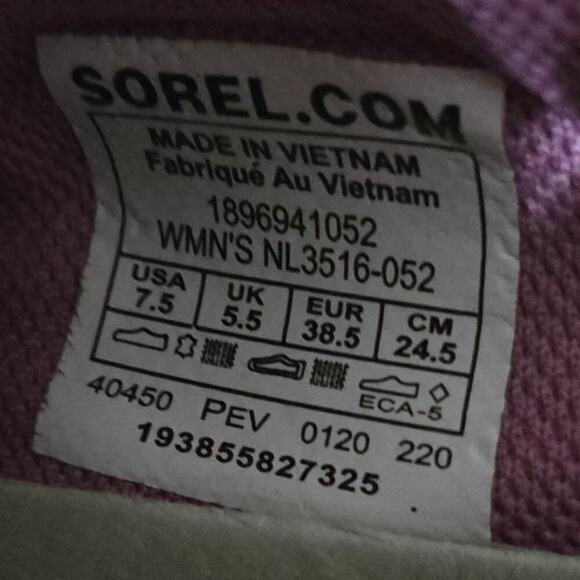 SOREL.COM
MADE IN VIETNAM
Fabriqué Au Vietnam
1896941052
WMN'S NL3516-052
USA UK EUR CM
7.5 5.5 38.5 24.5
ECA-5
40450 PEV 0120 220
193855827325